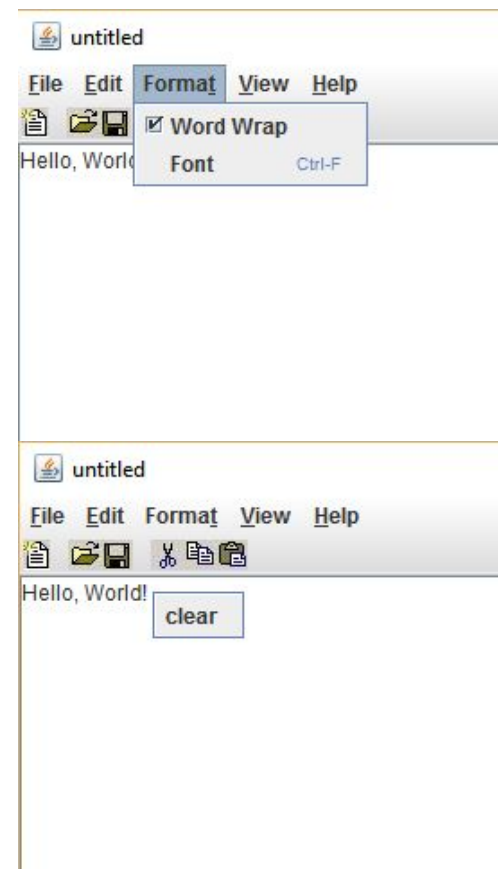 untitled
File Edit Format View Help
Word Wrap
Hello, World
Font Ctrl-F
untitled
File Edit Format View Help
Hello, World!
clear